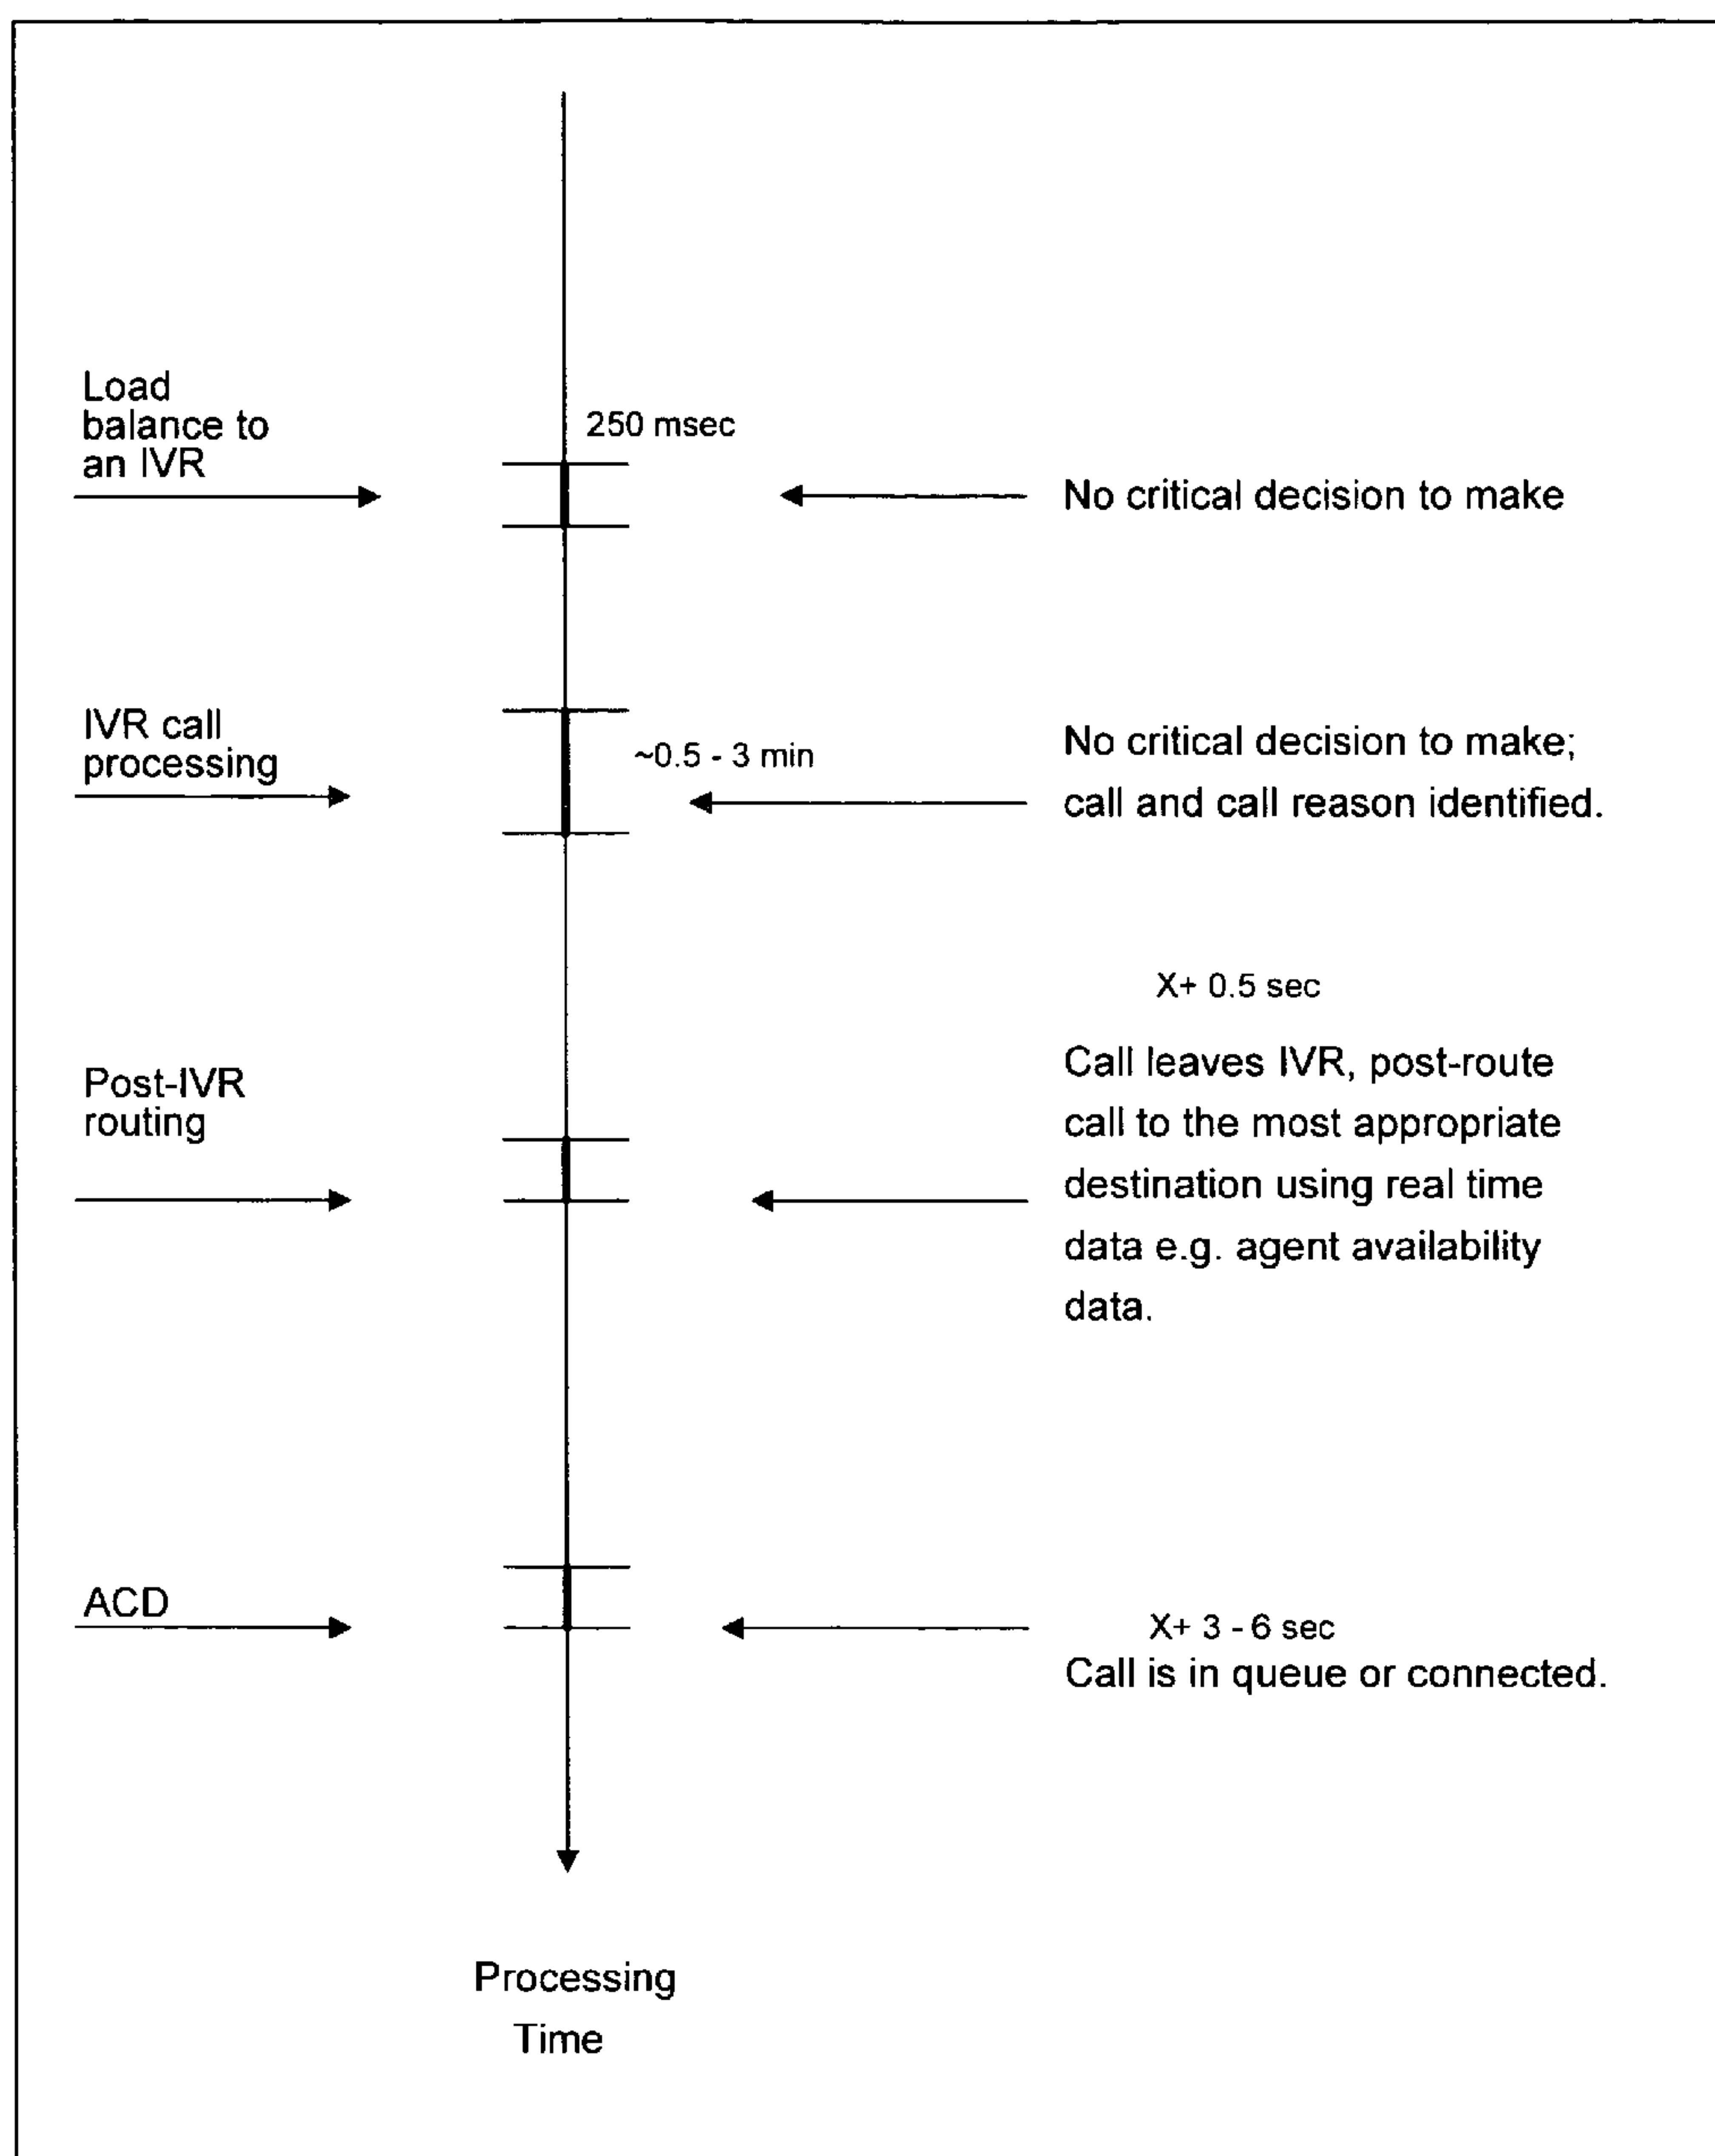 Load
balance to
an IVR
250 msec
No critical decision to make
IVR call
processing
~0.5 - 3 min
No critical decision to make;
call and call reason identified.
X+ 0.5 sec
Post-IVR
routing
Call leaves IVR, post-route
call to the most appropriate
destination using real time
data e.g. agent availability
data.
ACD
X+ 3 - 6 sec
Call is in queue or connected.
Processing
Time